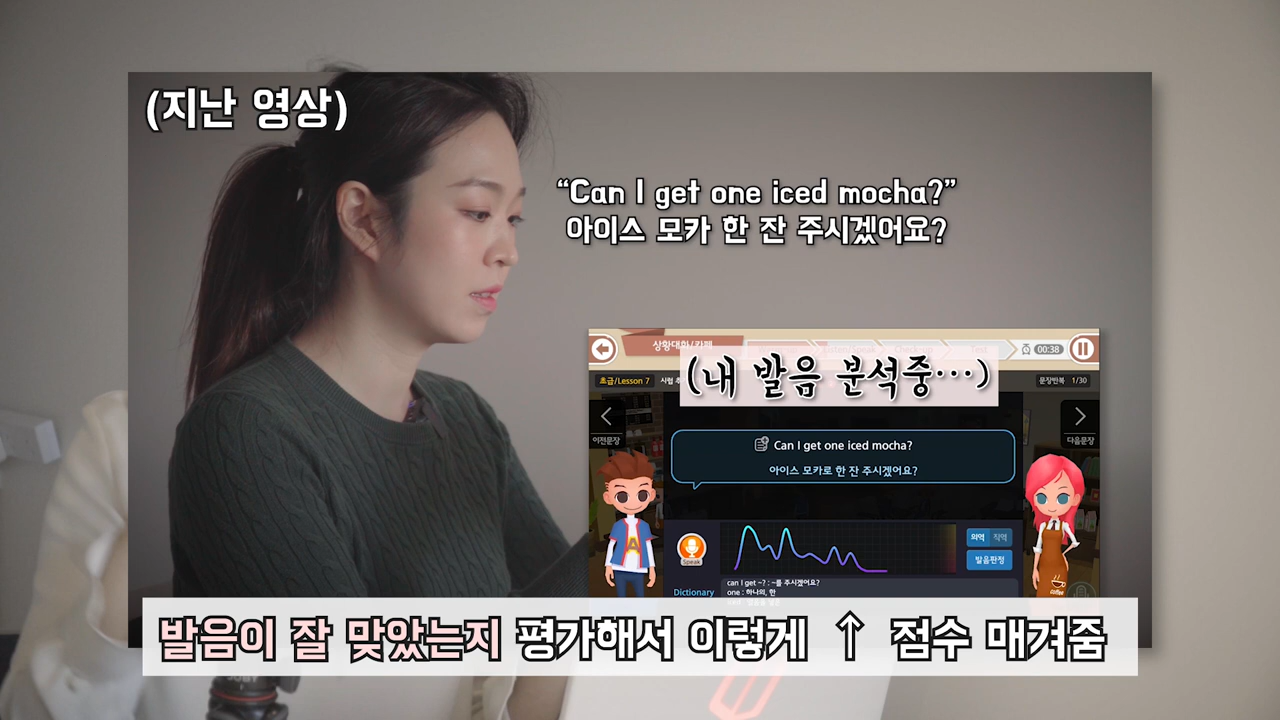 (지난 영상)
“Can I get one iced mocha?”
아이스 모카 한 잔 주시겠어요?
상황대화/카페
00:38
(내 발음 분석중…)
초급/Lesson 7
문장반복 1/30
이전문장
다음문장
Can I get one iced mocha?
아이스 모카로 한 잔 주시겠어요?
Speak
의역 직역
발음판정
Dictionary
can I get ~? : ~를 주시겠어요?
one : 하나의, 한
A
coffee
발음이 잘 맞았는지 평가해서 이렇게 ↑ 점수 매겨줌
JOBY